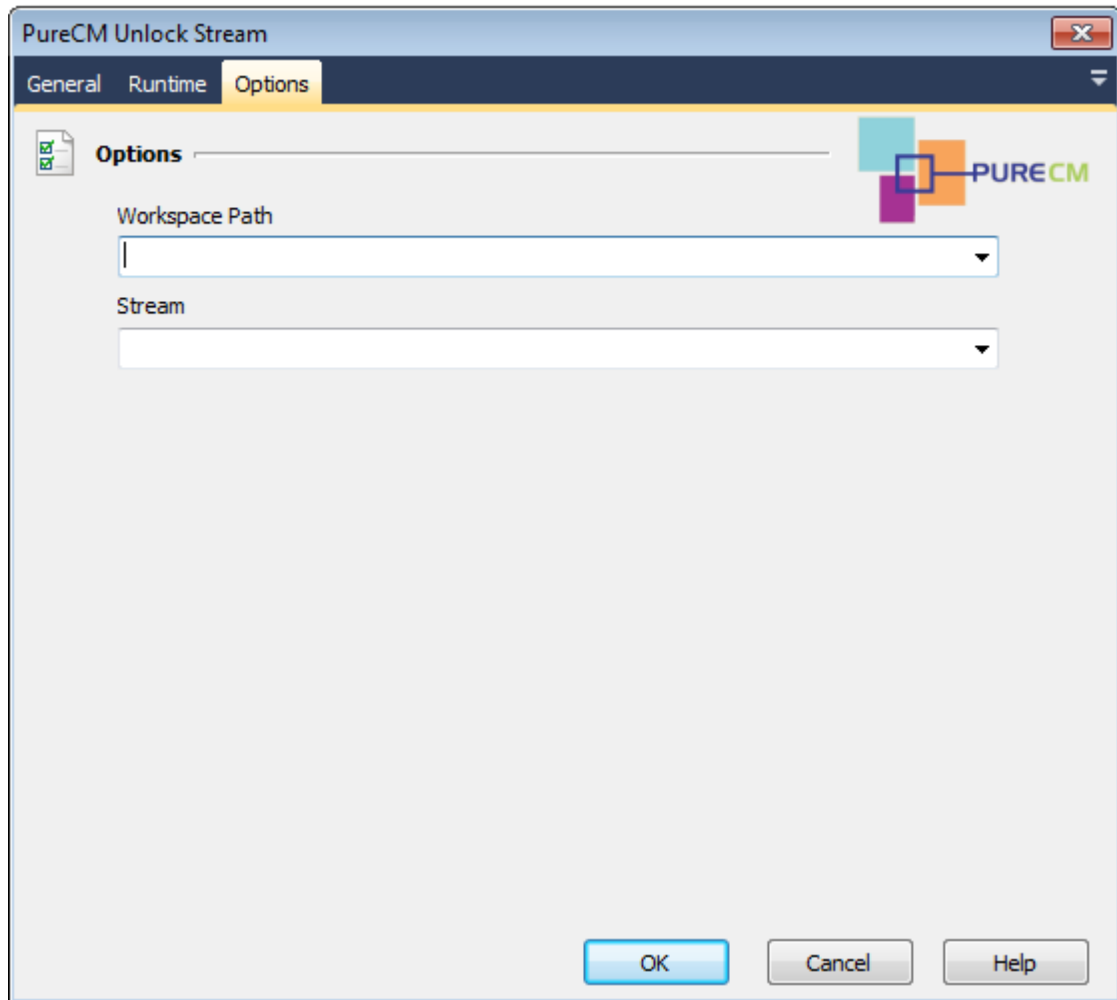 PureCM Unlock Stream
General Runtime Options
Options
PURECM
Workspace Path
Stream
OK Cancel Help